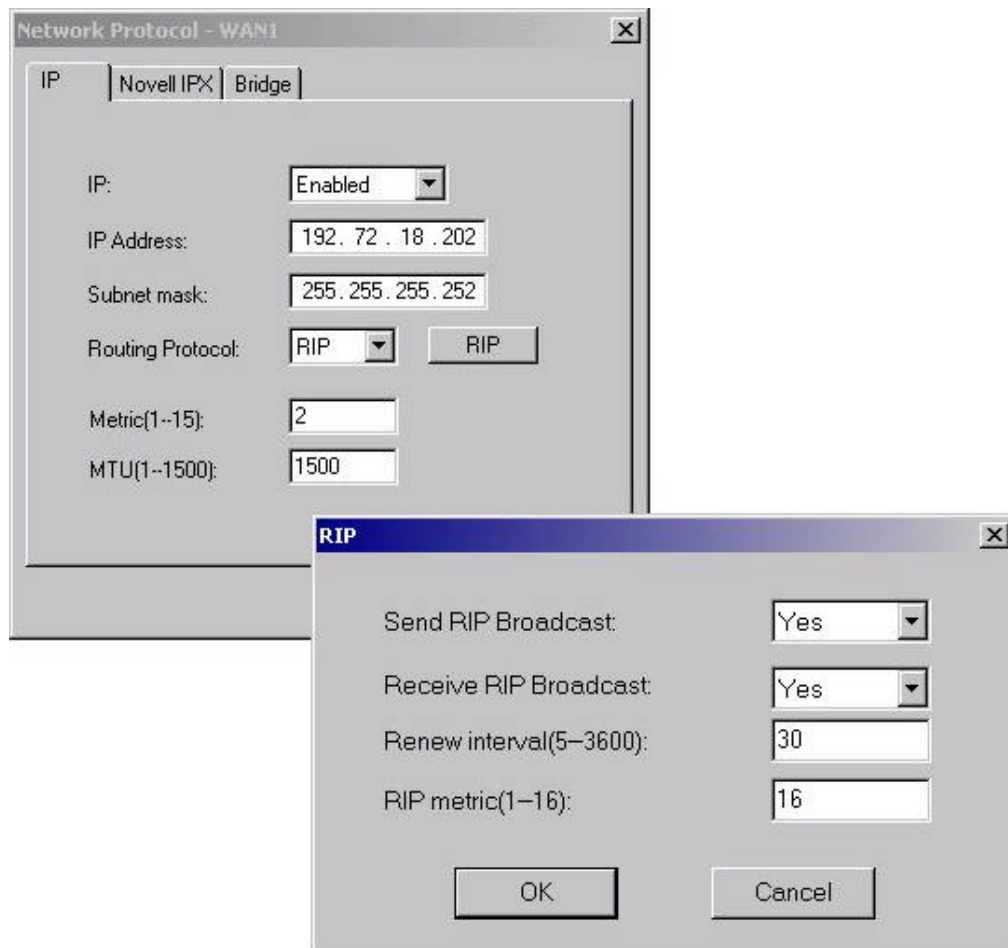 Network Protocol - WAN1
IP Novell IPX Bridge
IP: Enabled
IP Address: 192. 72 . 18 .202
Subnet mask: 255.255.255.252
Routing Protocol: RIP RIP
Metric(1--15): 2
MTU(1--1500): 1500
RIP
Send RIP Broadcast: Yes
Receive RIP Broadcast: Yes
Renew interval(5--3600): 30
RIP metric(1--16): 16
OK Cancel